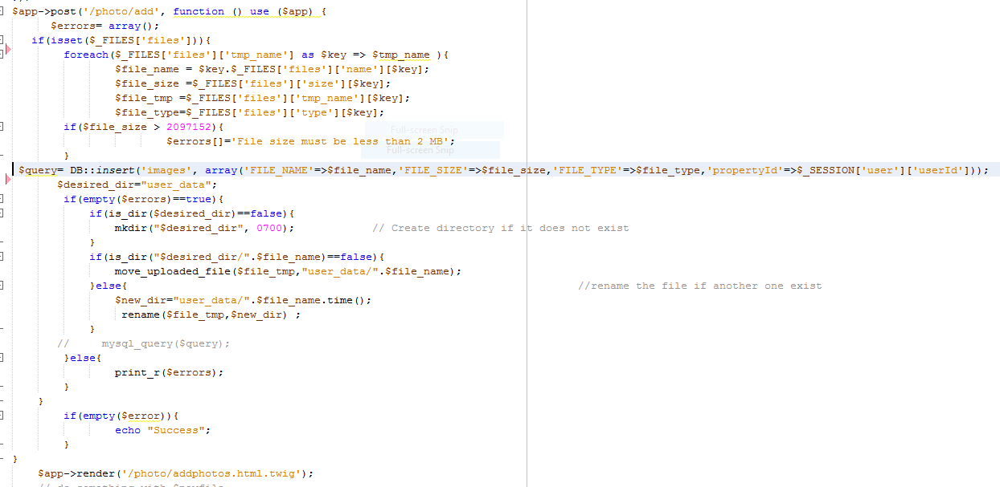 $app->post('/photo/add', function () use ($app) {
$errors= array();
if(isset($_FILES['files'])){
foreach($_FILES['files']['tmp_name'] as $key => $tmp_name ){
$file_name = $key.$_FILES['files']['name'][$key];
$file_size =$_FILES['files']['size'][$key];
$file_tmp =$_FILES['files']['tmp_name'][$key];
$file_type=$_FILES['files']['type'][$key];
if($file_size > 2097152){
Full-screen Snip
$errors[]='File size must be less than 2 MB';
Full-screen Snip
}
$query= DB::insert('images', array('FILE_NAME'=>$file_name,'FILE_SIZE'=>$file_size,'FILE_TYPE'=>$file_type,'propertyId'=>$_SESSION['user']['userId']));
$desired_dir="user_data";
if(empty($errors)==true){
if(is_dir($desired_dir)==false){
mkdir("$desired_dir", 0700); // Create directory if it does not exist
}
if(is_dir("$desired_dir/".$file_name)==false){
move_uploaded_file($file_tmp,"user_data/".$file_name);
}else{ //rename the file if another one exist
$new_dir="user_data/".$file_name.time();
rename($file_tmp,$new_dir) ;
}
// mysql_query($query);
}else{
print_r($errors);
}
}
if(empty($error)){
echo "Success";
}
}
$app->render('/photo/addphotos.html.twig');